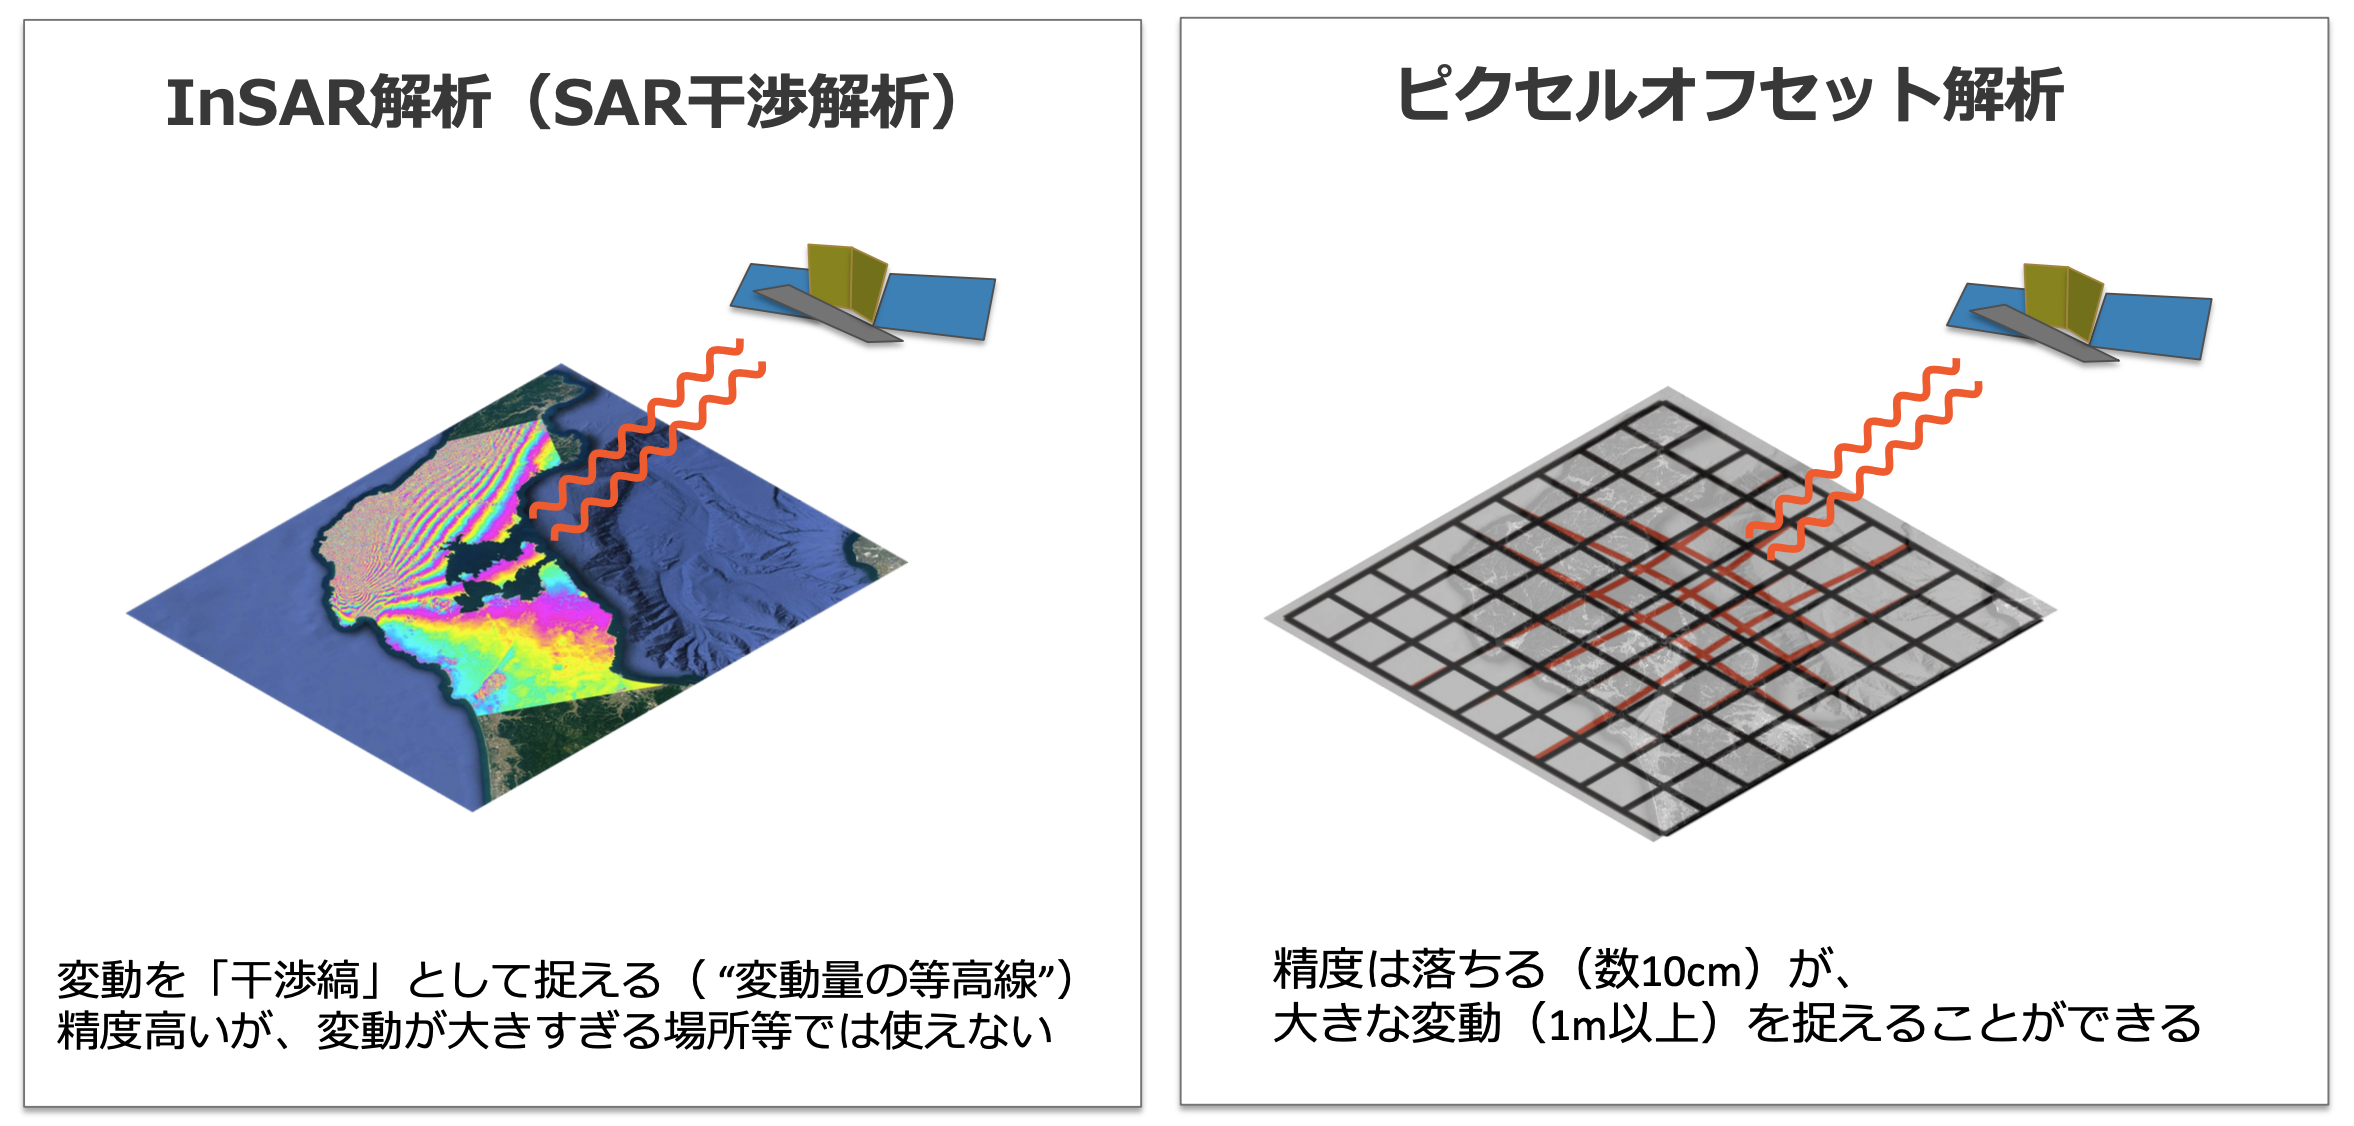 InSAR解析（SAR干渉解析）
変動を「干渉縞」として捉える（“変動量の等高線”）
精度高いが、変動が大きすぎる場所等では使えない
ピクセルオフセット解析
精度は落ちる（数10cm）が、
大きな変動（1m以上）を捉えることができる